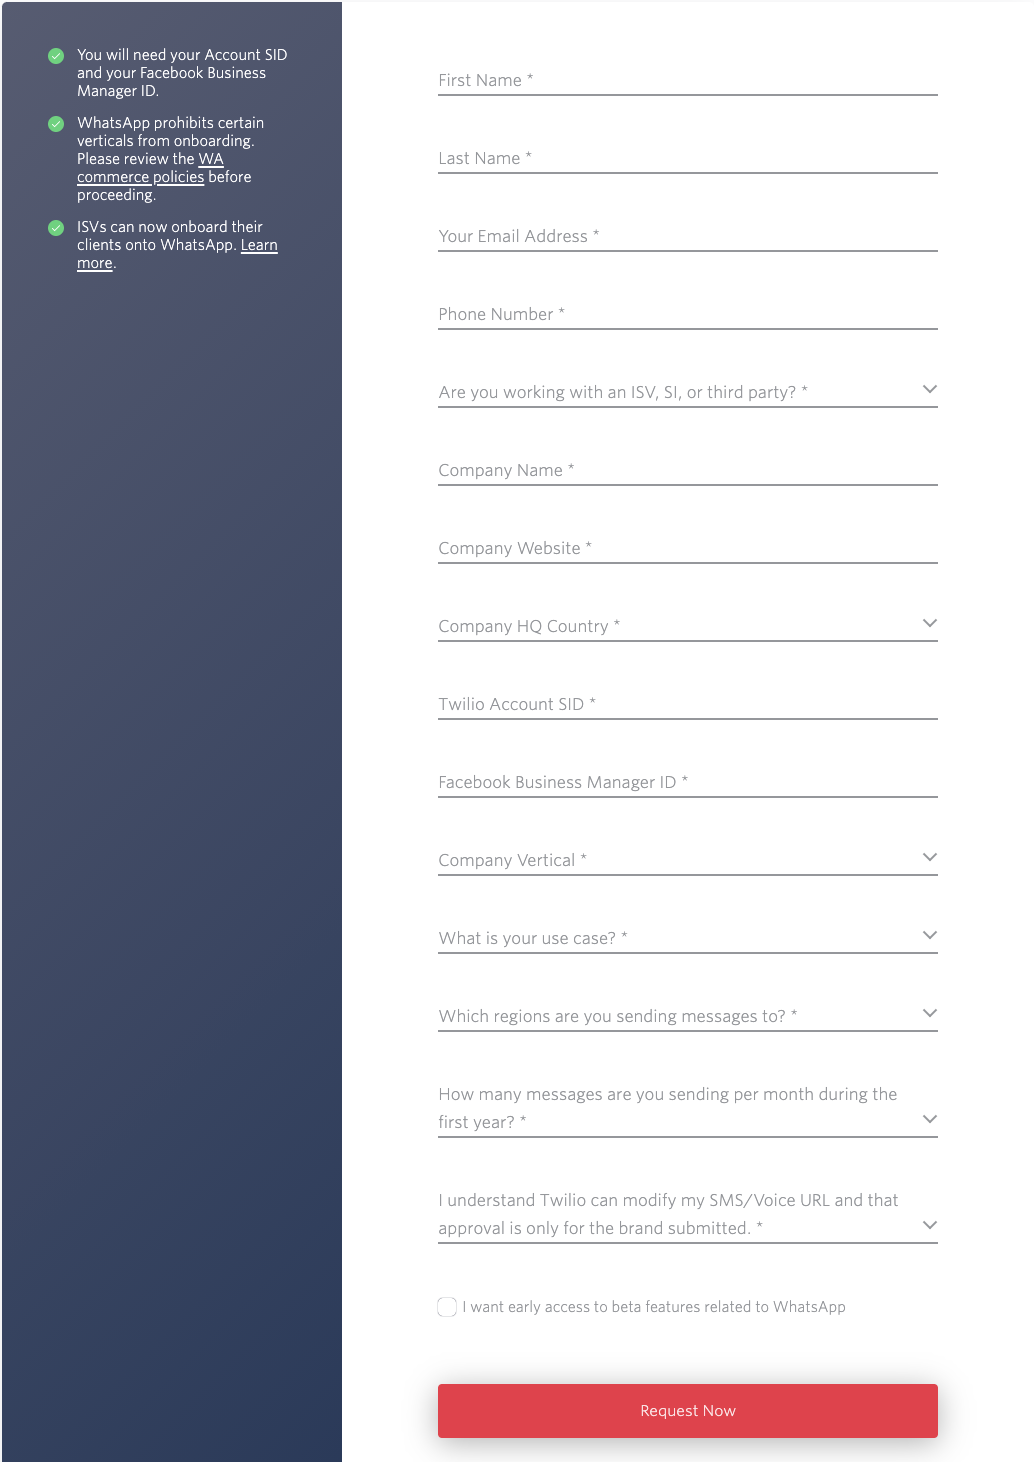 You will need your Account SID
and your Facebook Business
Manager ID.
WhatsApp prohibits certain
verticals from onboarding.
Please review the WA
commerce policies before
proceeding.
ISVs can now onboard their
clients onto WhatsApp. Learn
more.
First Name *
Last Name *
Your Email Address *
Phone Number *
Are you working with an ISV, SI, or third party? *
Company Name *
Company Website *
Company HQ Country *
Twilio Account SID *
Facebook Business Manager ID *
Company Vertical *
What is your use case? *
Which regions are you sending messages to? *
How many messages are you sending per month during the
first year? *
I understand Twilio can modify my SMS/Voice URL and that
approval is only for the brand submitted. *
I want early access to beta features related to WhatsApp
Request Now